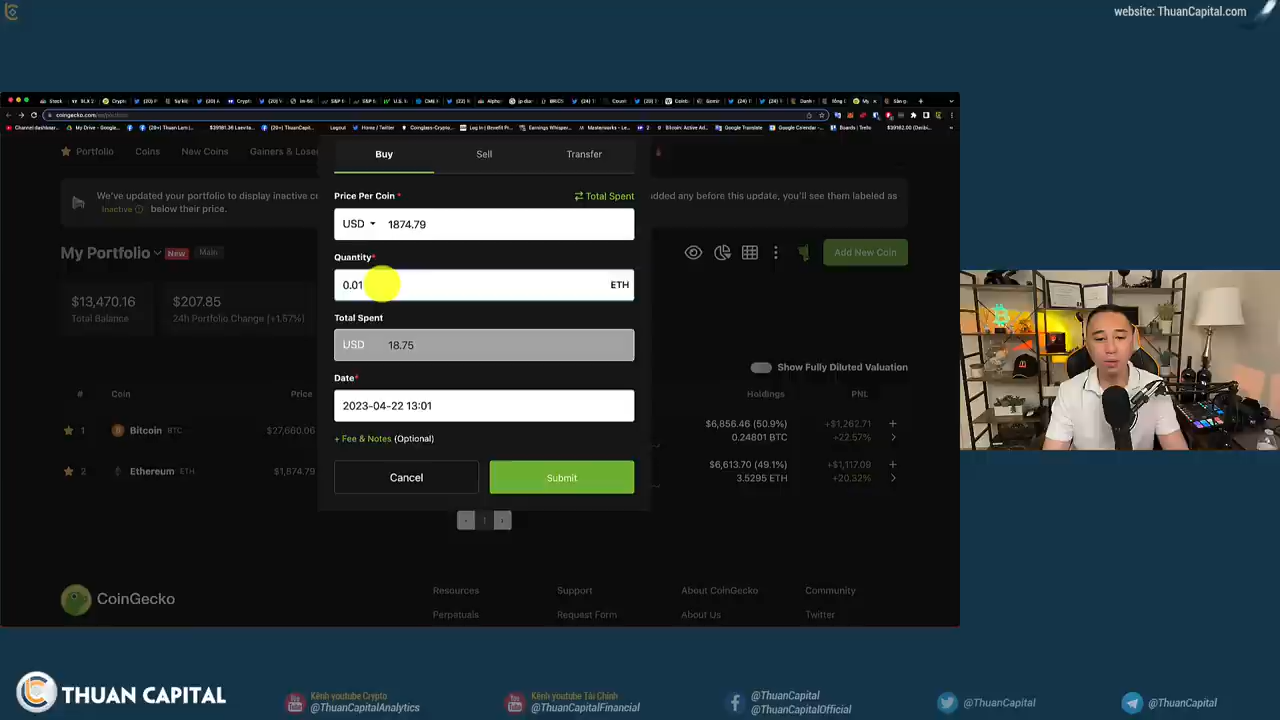 website: ThuanCapital.com
coingecko.com
Portfolio
Coins
New Coins
Buy
Sell
Transfer
We've updated your portfolio to display inactive
added any before this update, you'll see them labeled as
Inactive
below their price.
My Portfolio
New
Main
Add New Coin
$13,470.16
Total Balance
$207.85
24h Portfolio Change (+1.57%)
Price Per Coin *
Total Spent
USD
1874.79
Quantity*
0.01
ETH
Total Spent
USD
18.75
Date*
2023-04-22 13:01
+ Fee & Notes (Optional)
Cancel
Submit
Show Fully Diluted Valuation
#
Coin
Price
Holdings
PNL
1
Bitcoin BTC
$27,660.06
$6,856.46 (50.9%)
0.24801 BTC
+$1,262.71
+22.57%
2
Ethereum ETH
$1,874.79
$6,613.70 (49.1%)
3.5295 ETH
+$1,117.09
+20.32%
1
CoinGecko
Resources
Support
About CoinGecko
Community
Perpetuals
Request Form
About Us
Twitter
THUAN CAPITAL
Kênh youtube Crypto
@ThuanCapitalAnalytics
Kênh youtube Tài Chính
@ThuanCapitalFinancial
@ThuanCapital
@ThuanCapitalOfficial
@ThuanCapital
@ThuanCapital